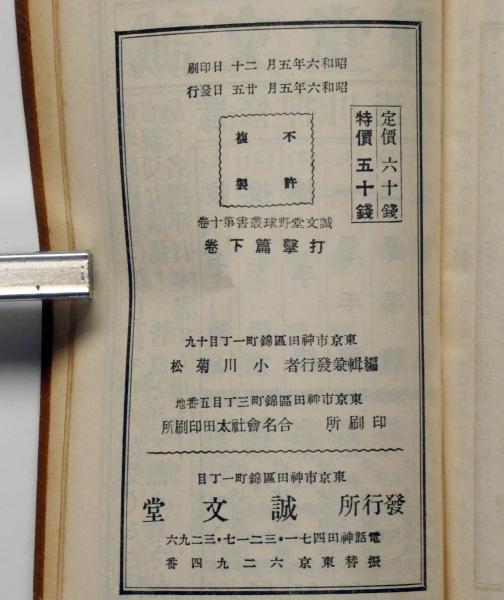 昭和六年五月二十日印刷
昭和六年五月廿五日發行
定價六十錢
特價五十錢
不許
複製
誠文堂野球叢書第十卷
打擊篇下卷
東京市神田區錦町一丁目十九
編輯兼發行者 小川菊松
東京市神田區錦町三丁目五番地
印刷所 合名會社太田印刷所
東京市神田區錦町一丁目
發行所 誠文堂
電話神田四七一・三二一七・三二九六
振替東京六二九四番